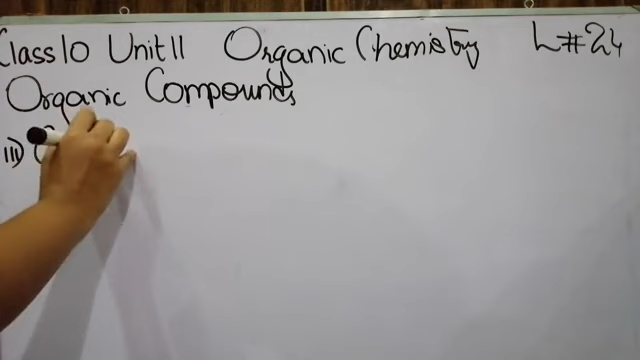 Class 10 Unit 11 Organic Chemistry L#24
Organic Compounds
iii)